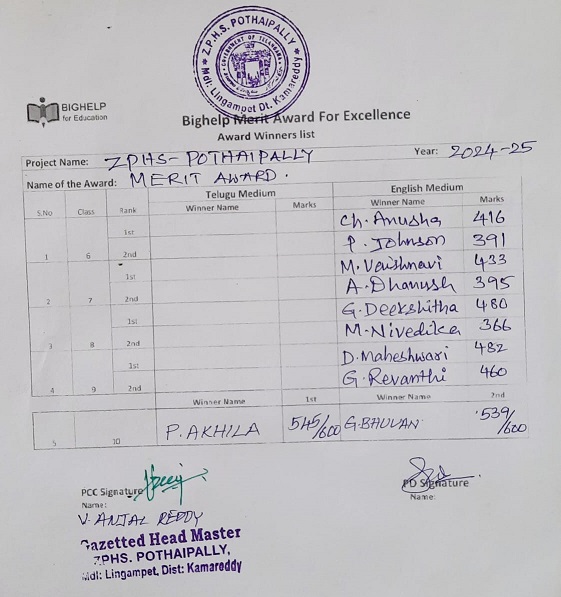 * Z.P.H.S. POTHAIPALLY *
GOVERNMENT OF TELANGANA
Mdl: Lingampet Dt. Kamareddy
BIGHELP
for Education
Bighelp Merit Award For Excellence
Award Winners list
Project Name: ZPHS-POTHAIPALLY Year: 2024-25
Name of the Award: MERIT AWARD.
Telugu Medium English Medium
S.No Class Rank Winner Name Marks Winner Name Marks
1st Ch. Anusha 416
1 6 2nd P. Johnson 391
1st M. Vaishnavi 433
2 7 2nd A. Dhanush 395
1st G. Deekshitha 480
3 8 2nd M. Nivedika 366
1st D. Maheshwari 482
4 9 2nd G. Revanthi 460
Winner Name 1st Winner Name 2nd
5 10 P. AKHILA 545/600 G. BHUVAN 539/600
PCC Signature PD Signature
Name: Name:
V. ANJAL REDDY
Gazetted Head Master
ZPHS. POTHAIPALLY,
Mdl: Lingampet, Dist: Kamareddy